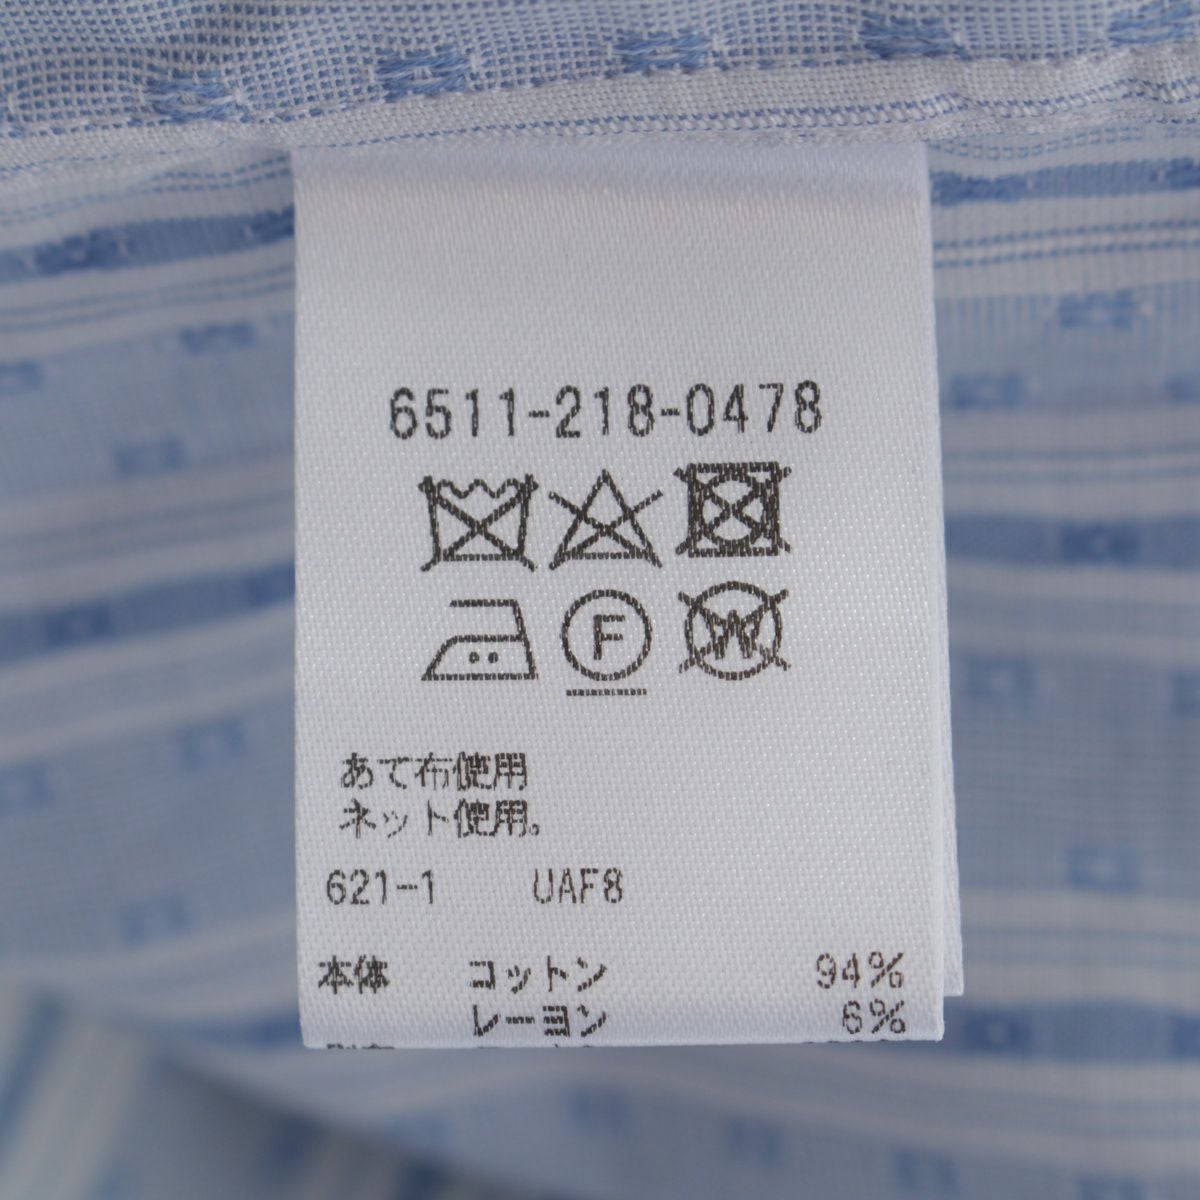 6511-218-0478
F
W
あて布使用
ネット使用。
621-1 UAF8
本体 コットン 94%
レーヨン 6%